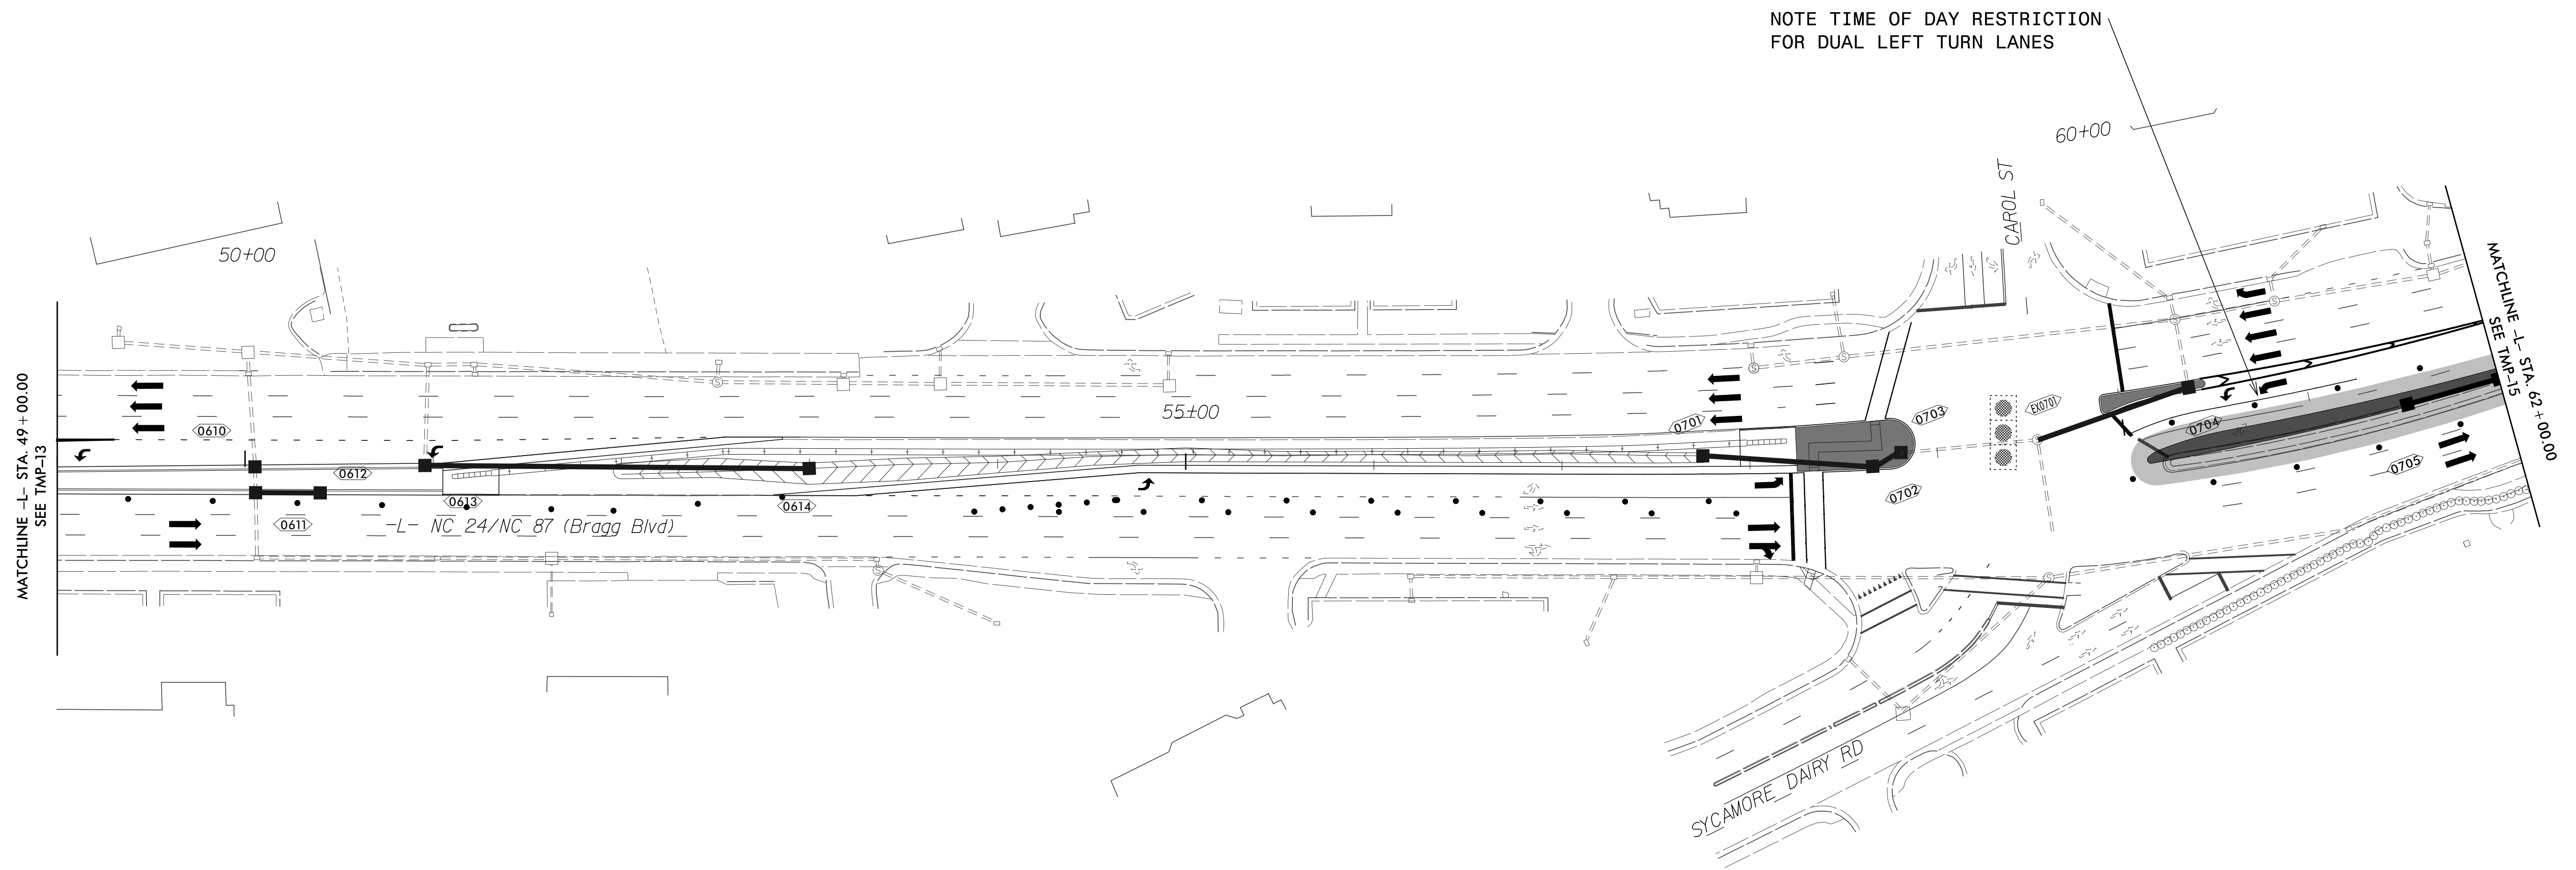 NOTE TIME OF DAY RESTRICTION
FOR DUAL LEFT TURN LANES
60+00
CAROL ST
50+00
MATCHLINE -L- STA. 49+00.00
SEE TMP-13
MATCHLINE -L- STA. 62+00.00
SEE TMP-15
55+00
0610
0612
0613
0611
0614
-L- NC 24/NC 87 (Bragg Blvd)
0701
0703
0702
EX0701
0704
0705
S
S
S
S
S
S
S
SYCAMORE DAIRY RD